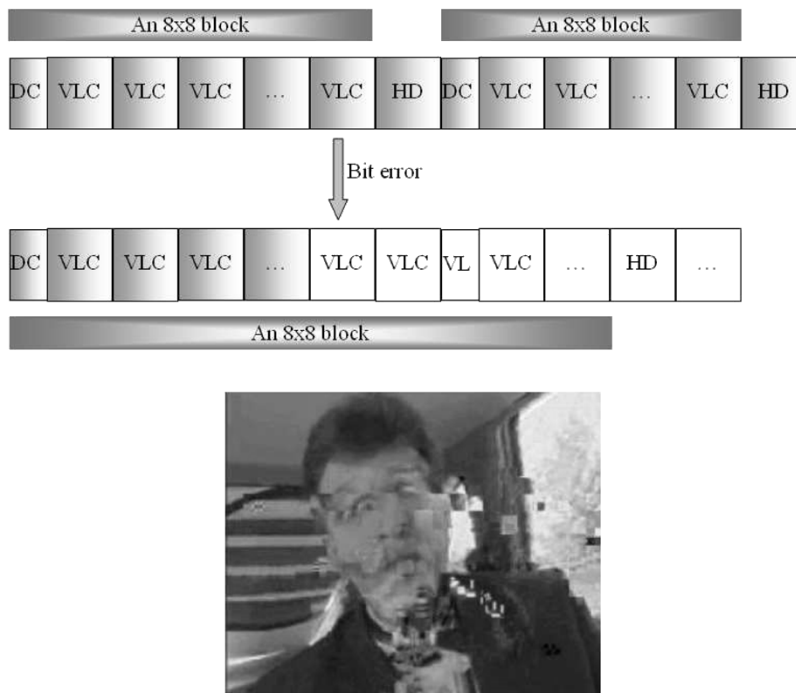 An 8x8 block An 8x8 block
DC VLC VLC VLC ... VLC HD DC VLC VLC ... VLC HD
Bit error
DC VLC VLC VLC ... VLC VLC VL VLC ... HD ...
An 8x8 block